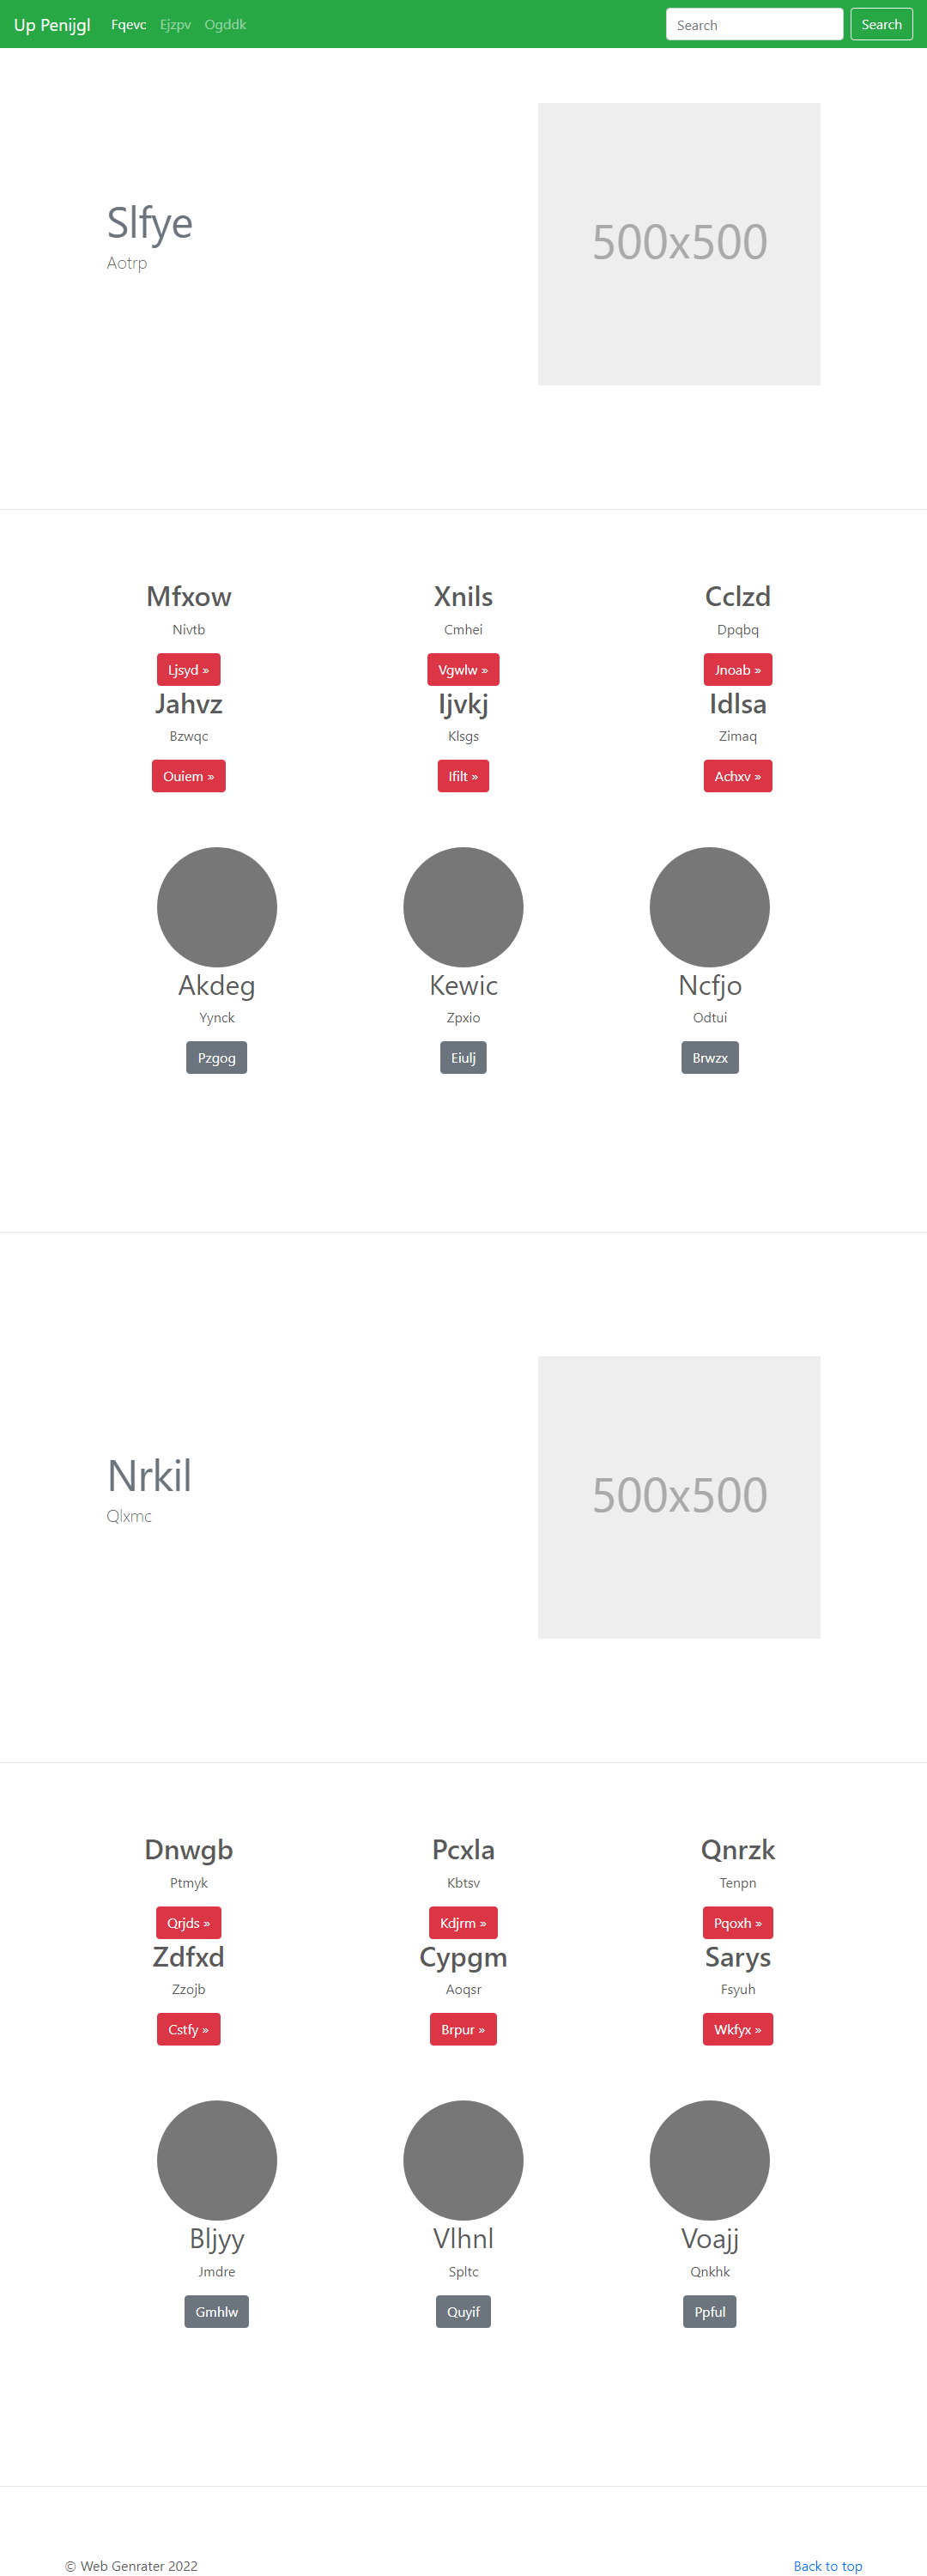 Up Penijgl Fqevc Ejzpv Ogddk Search Search
Slfye
Aotrp
500x500
Mfxow Xnils Cclzd
Nivtb Cmhei Dpqbq
Ljsyd » Vgwlw » Jnoab »
Jahvz Ijvkj Idlsa
Bzwqc Klsgs Zimaq
Ouiem » Ifilt » Achxv »
Akdeg Kewic Ncfjo
Yynck Zpxio Odtui
Pzgog Eiulj Brwzx
Nrkil
Qlxmc
500x500
Dnwgb Pcxla Qnrzk
Ptmyk Kbtsv Tenpn
Qrjds » Kdjrm » Pqoxh »
Zdfxd Cypgm Sarys
Zzojb Aoqsr Fsyuh
Cstfy » Brpur » Wkfyx »
Bljyy Vlhnl Voajj
Jmdre Spltc Qnkhk
Gmhlw Quyif Ppful
© Web Genrater 2022 Back to top